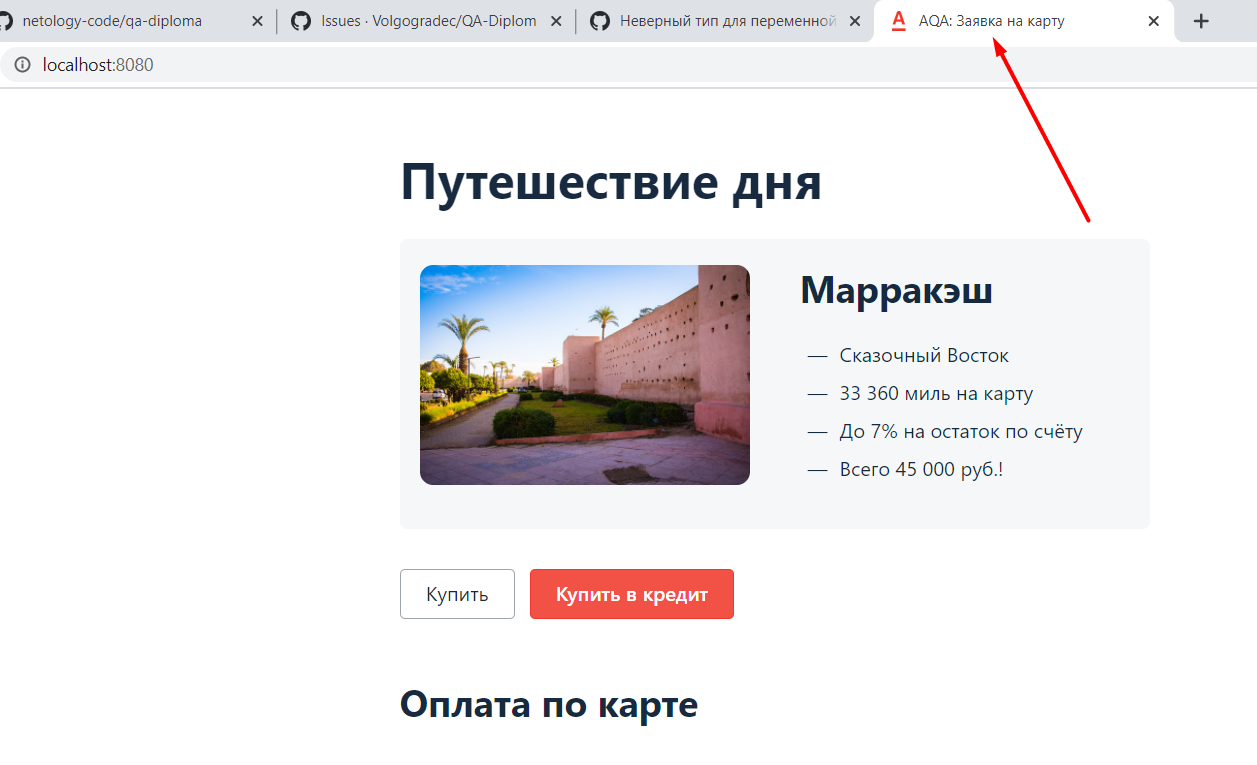 netology-code/qa-diploma
Issues · Volgogradec/QA-Diplom
Неверный тип для переменной
AQA: Заявка на карту
localhost:8080
Путешествие дня
Марракэш
— Сказочный Восток
— 33 360 миль на карту
— До 7% на остаток по счёту
— Всего 45 000 руб.!
Купить
Купить в кредит
Оплата по карте